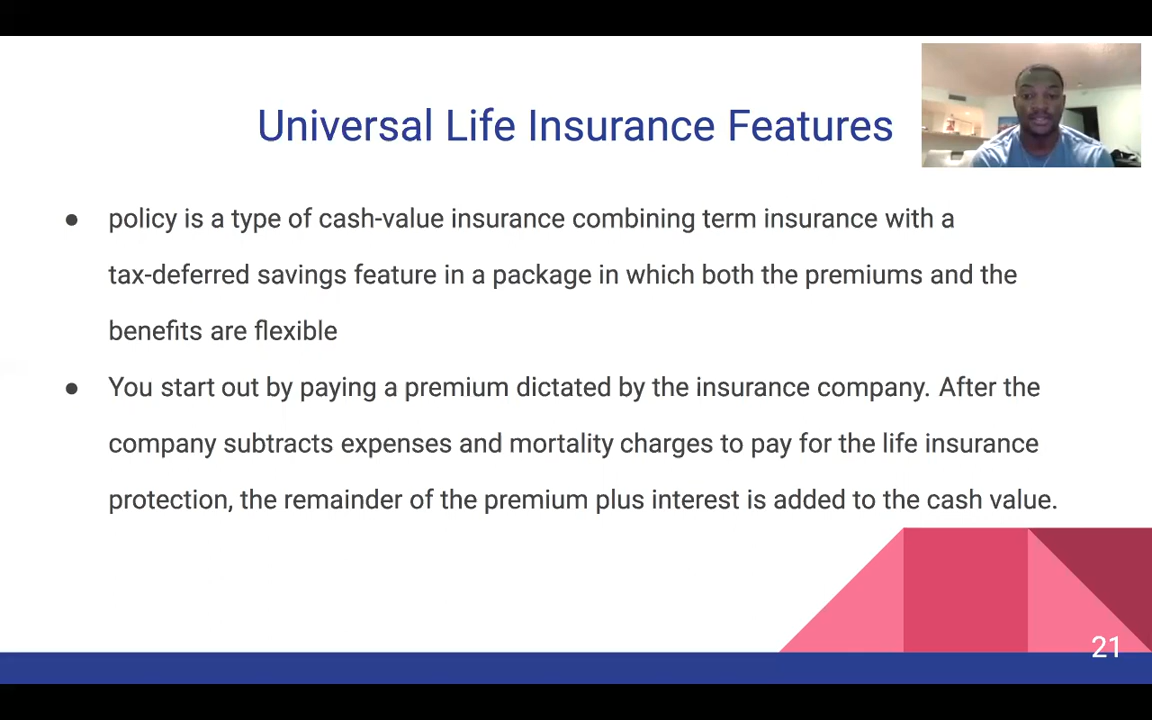 Universal Life Insurance Features
● policy is a type of cash-value insurance combining term insurance with a
tax-deferred savings feature in a package in which both the premiums and the
benefits are flexible
● You start out by paying a premium dictated by the insurance company. After the
company subtracts expenses and mortality charges to pay for the life insurance
protection, the remainder of the premium plus interest is added to the cash value.
21